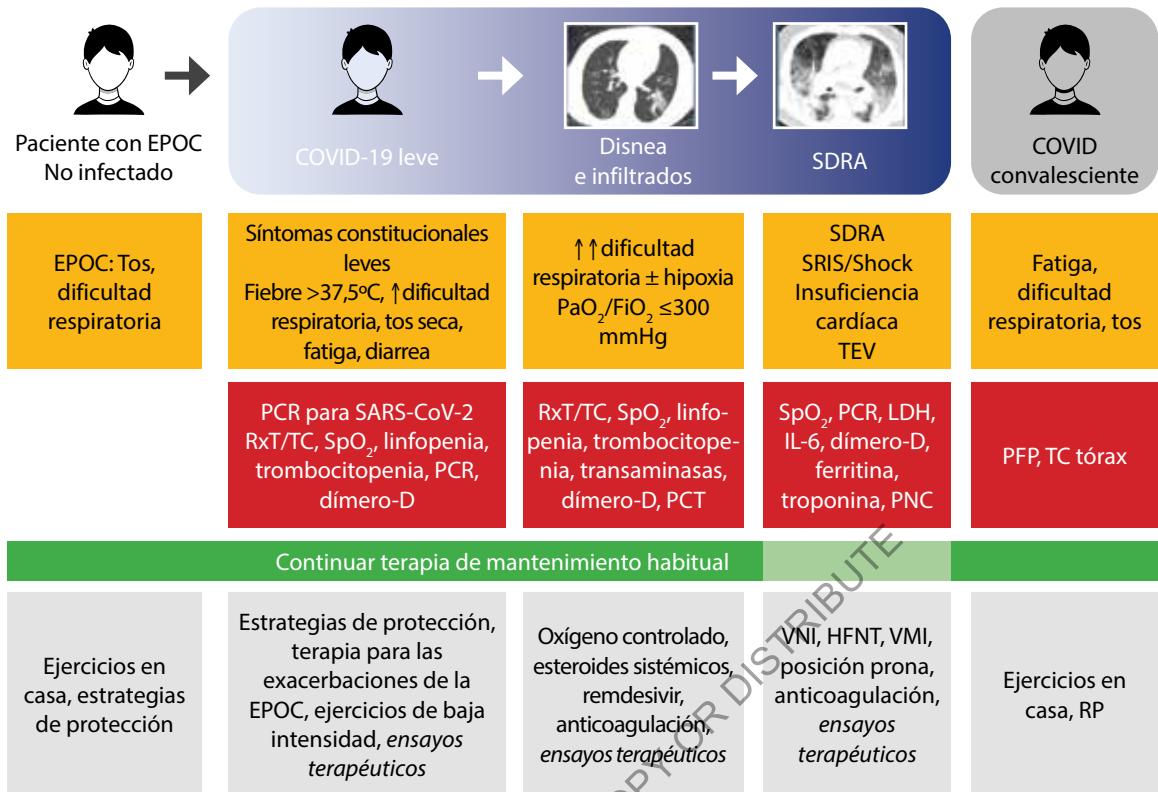 Paciente con EPOC
No infectado
COVID-19 leve
Disnea
e infiltrados
SDRA
COVID
convalesciente
EPOC: Tos,
dificultad
respiratoria
Síntomas constitucionales
leves
Fiebre >37,5ºC, ↑dificultad
respiratoria, tos seca,
fatiga, diarrea
↑↑dificultad
respiratoria ± hipoxia
PaO₂/FiO₂ ≤300
mmHg
SDRA
SRIS/Shock
Insuficiencia
cardíaca
TEV
Fatiga,
dificultad
respiratoria, tos
PCR para SARS-CoV-2
RxT/TC, SpO₂, linfopenia,
trombocitopenia, PCR,
dímero-D
RxT/TC, SpO₂, linfo-
penia, trombocitope-
nia, transaminasas,
dímero-D, PCT
SpO₂, PCR, LDH,
IL-6, dímero-D,
ferritina,
troponina, PNC
PFP, TC tórax
Continuar terapia de mantenimiento habitual
Ejercicios en
casa, estrategias
de protección
Estrategias de protección,
terapia para las
exacerbaciones de la
EPOC, ejercicios de baja
intensidad, ensayos
terapéuticos
Oxígeno controlado,
esteroides sistémicos,
remdesivir,
anticoagulación,
ensayos terapéuticos
VNI, HFNT, VMI,
posición prona,
anticoagulación,
ensayos
terapéuticos
Ejercicios en
casa, RP
OPY OR DISTRIBUTE